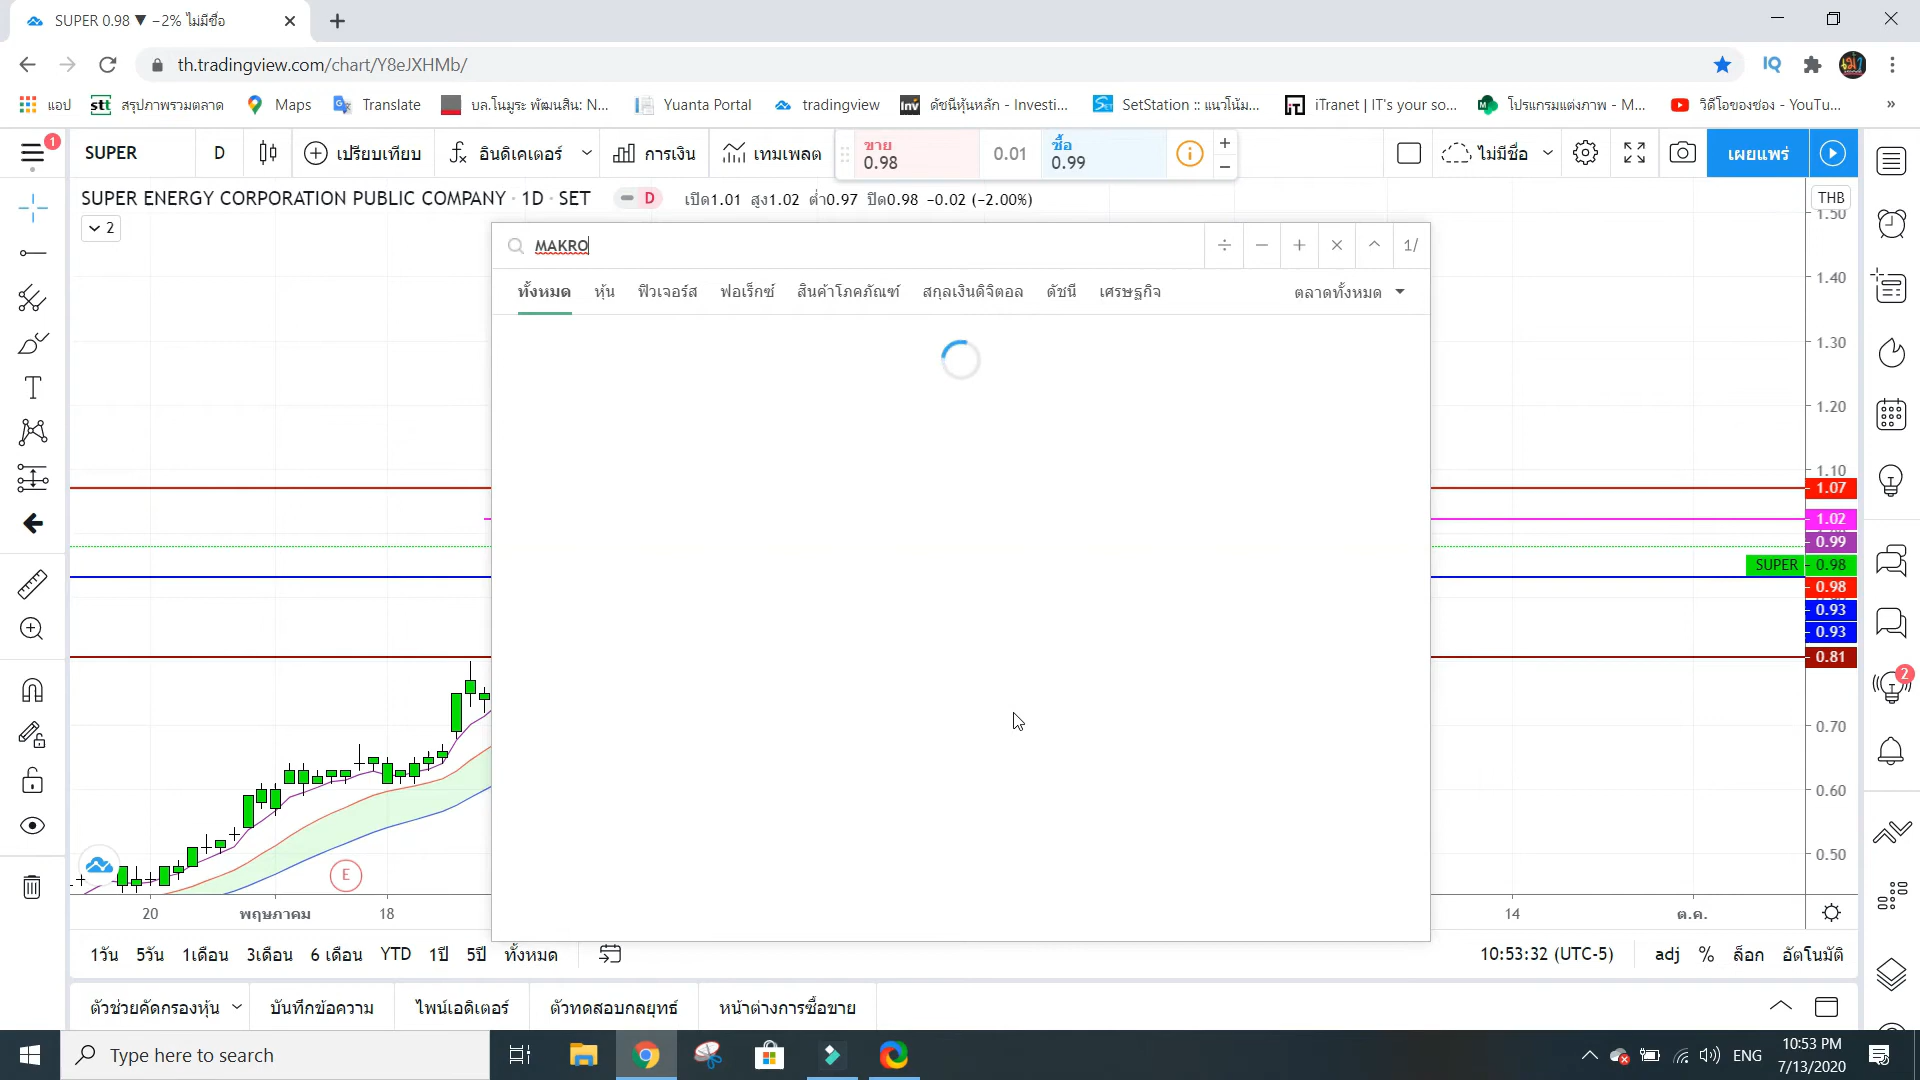 SUPER 0.98 ▼ −2% ไม่มีชื่อ
th.tradingview.com/chart/Y8eJXHMb/
แอป
stt สรุปภาพรวมตลาด
Maps
Translate
บล.โนมูระ พัฒนสิน: N...
Yuanta Portal
tradingview
Inv ดัชนีหุ้นหลัก - Investi...
SetStation :: แนวโน้ม...
iTranet | IT's your so...
โปรแกรมแต่งภาพ - M...
วิดีโอของช่อง - YouTu...
»
1
SUPER
D
เปรียบเทียบ
อินดิเคเตอร์
การเงิน
เทมเพลต
ขาย
0.98
0.01
ซื้อ
0.99
ไม่มีชื่อ
เผยแพร่
SUPER ENERGY CORPORATION PUBLIC COMPANY · 1D · SET
D
เปิด1.01 สูง1.02 ต่ำ0.97 ปิด0.98 −0.02 (−2.00%)
THB
2
MAKRO
÷ − + × ^ 1/
ทั้งหมด หุ้น ฟิวเจอร์ส ฟอเร็กซ์ สินค้าโภคภัณฑ์ สกุลเงินดิจิตอล ดัชนี เศรษฐกิจ
ตลาดทั้งหมด
1.50
1.40
1.30
1.20
1.10
1.07
1.02
0.99
SUPER 0.98
0.98
0.93
0.93
0.81
0.70
0.60
0.50
2
E
20 พฤษภาคม 18
14 ต.ค.
1วัน 5วัน 1เดือน 3เดือน 6 เดือน YTD 1ปี 5ปี ทั้งหมด
10:53:32 (UTC-5)
adj % ล็อก อัตโนมัติ
ตัวช่วยคัดกรองหุ้น
บันทึกข้อความ
ไพน์เอดิเตอร์
ตัวทดสอบกลยุทธ์
หน้าต่างการซื้อขาย
Type here to search
ENG
10:53 PM
7/13/2020